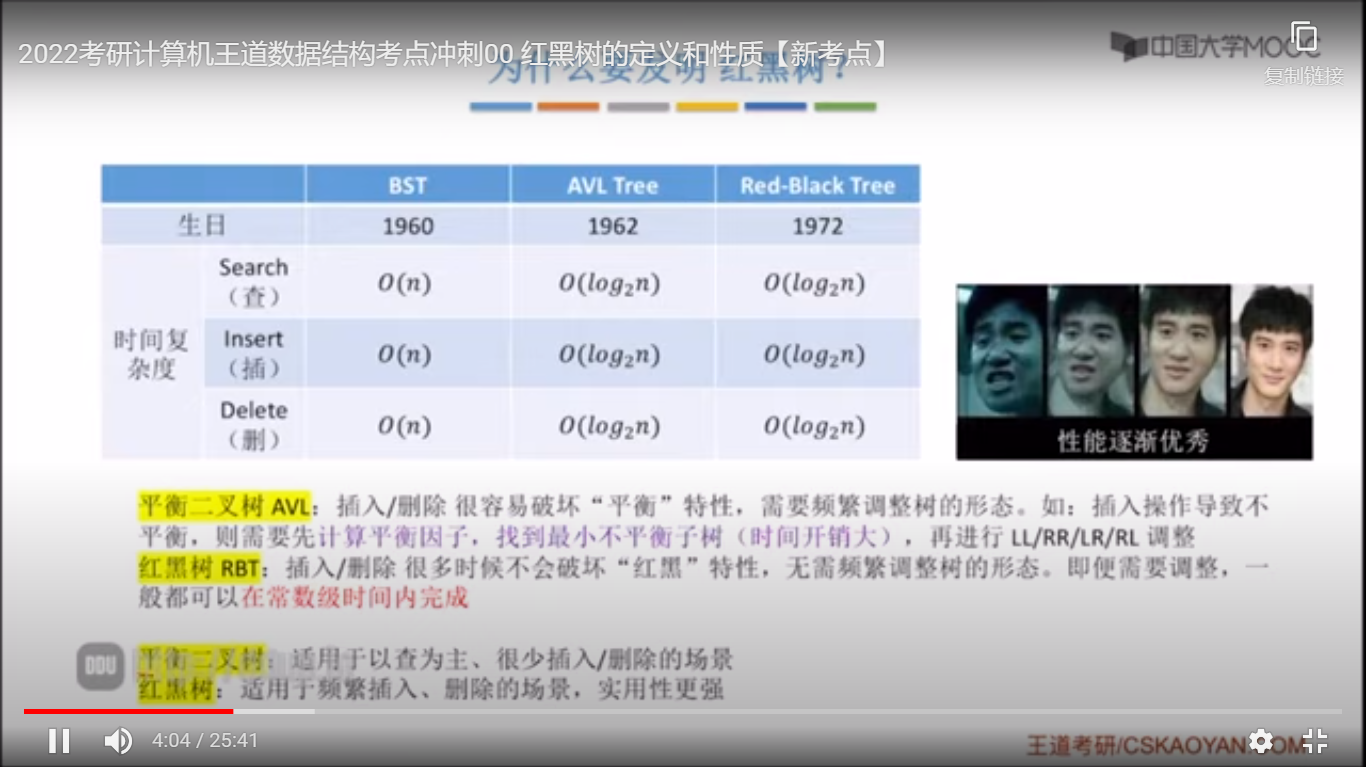 2022考研计算机王道数据结构考点冲刺00 红黑树的定义和性质【新考点】
中国大学MOOC
为什么要发明 红黑树？
复制链接
BST AVL Tree Red-Black Tree
生日 1960 1962 1972
时间复杂度
Search（查） O(n) O(log₂n) O(log₂n)
Insert（插） O(n) O(log₂n) O(log₂n)
Delete（删） O(n) O(log₂n) O(log₂n)
性能逐渐优秀
平衡二叉树 AVL：插入/删除 很容易破坏“平衡”特性，需要频繁调整树的形态。如：插入操作导致不
平衡，则需要先计算平衡因子，找到最小不平衡子树（时间开销大），再进行 LL/RR/LR/RL 调整
红黑树 RBT：插入/删除 很多时候不会破坏“红黑”特性，无需频繁调整树的形态。即便需要调整，一
般都可以在常数级时间内完成
平衡二叉树：适用于以查为主、很少插入/删除的场景
红黑树：适用于频繁插入、删除的场景，实用性更强
4:04 / 25:41
王道考研/CSKAOYAN.COM